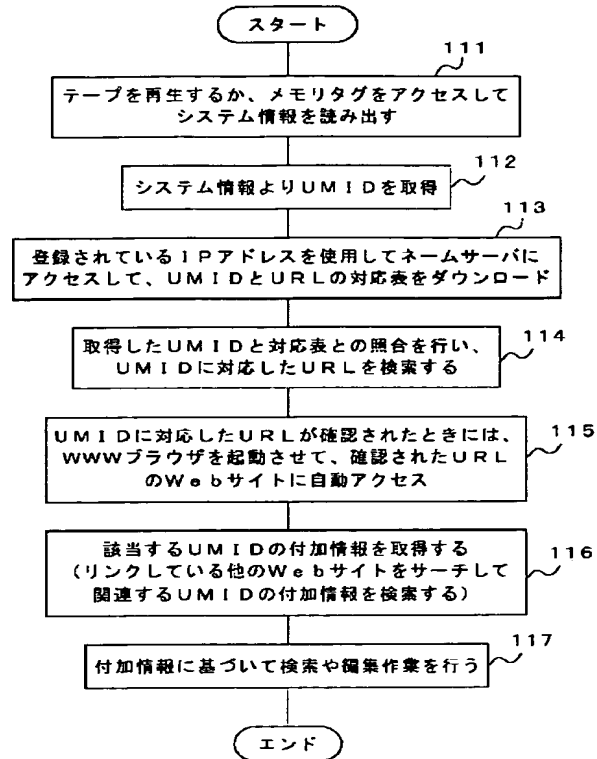 スタート
111
テープを再生するか、メモリタグをアクセスして
システム情報を読み出す
112
システム情報よりUMIDを取得
113
登録されているIPアドレスを使用してネームサーバに
アクセスして、UMIDとURLの対応表をダウンロード
114
取得したUMIDと対応表との照合を行い、
UMIDに対応したURLを検索する
115
UMIDに対応したURLが確認されたときには、
WWWブラウザを起動させて、確認されたURL
のWebサイトに自動アクセス
116
該当するUMIDの付加情報を取得する
(リンクしている他のWebサイトをサーチして
関連するUMIDの付加情報を検索する)
117
付加情報に基づいて検索や編集作業を行う
エンド